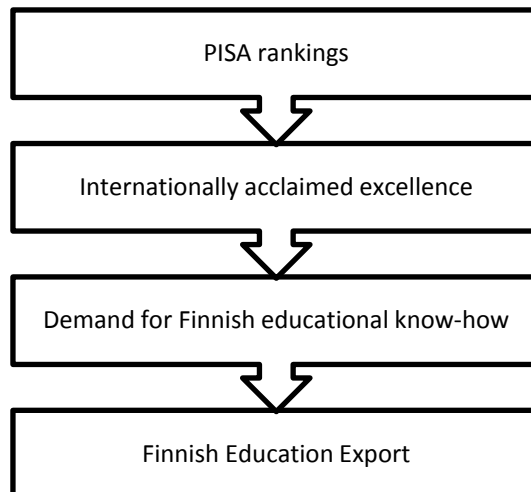 PISA rankings
Internationally acclaimed excellence
Demand for Finnish educational know-how
Finnish Education Export